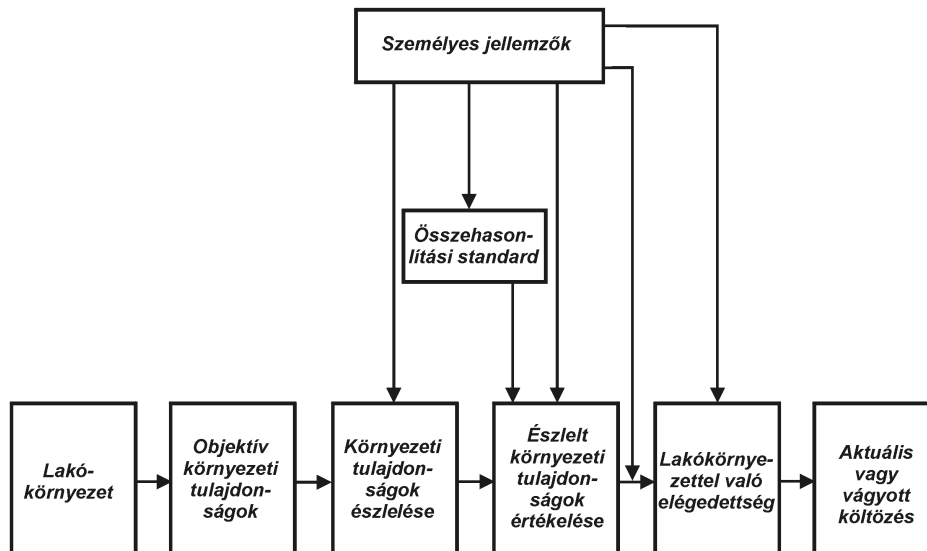 Személyes jellemzők
Összehason-
lítási standard
Lakó-
környezet
Objektív
környezeti
tulajdon-
ságok
Környezeti
tulajdon-
ságok
észlelése
Észlelt
környezeti
tulajdon-
ságok
értékelése
Lakókörnye-
zettel való
elégedettség
Aktuális
vagy
vágyott
költözés